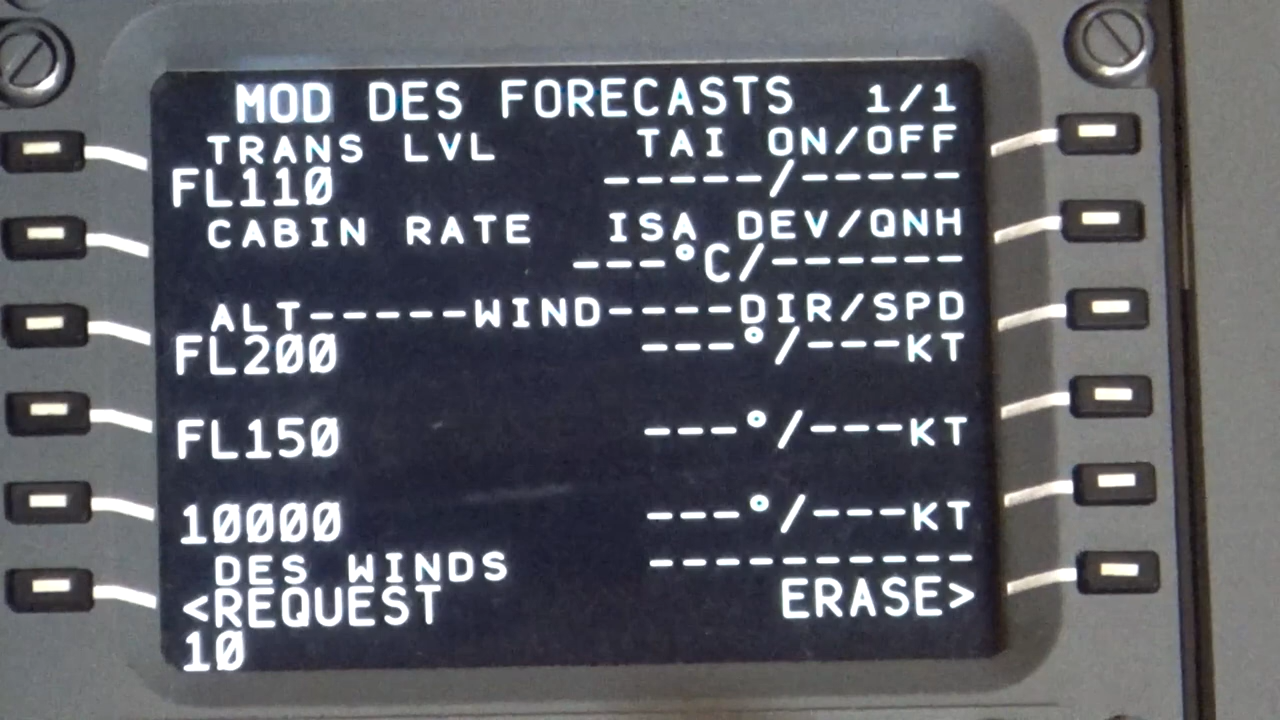 MOD DES FORECASTS 1/1
TRANS LVL TAI ON/OFF
FL110 -----/-----
CABIN RATE ISA DEV/QNH
---°C/------
ALT-----WIND----DIR/SPD
FL200 ---°/---KT
FL150 ---°/---KT
10000 ---°/---KT
DES WINDS ----------
<REQUEST ERASE>
10